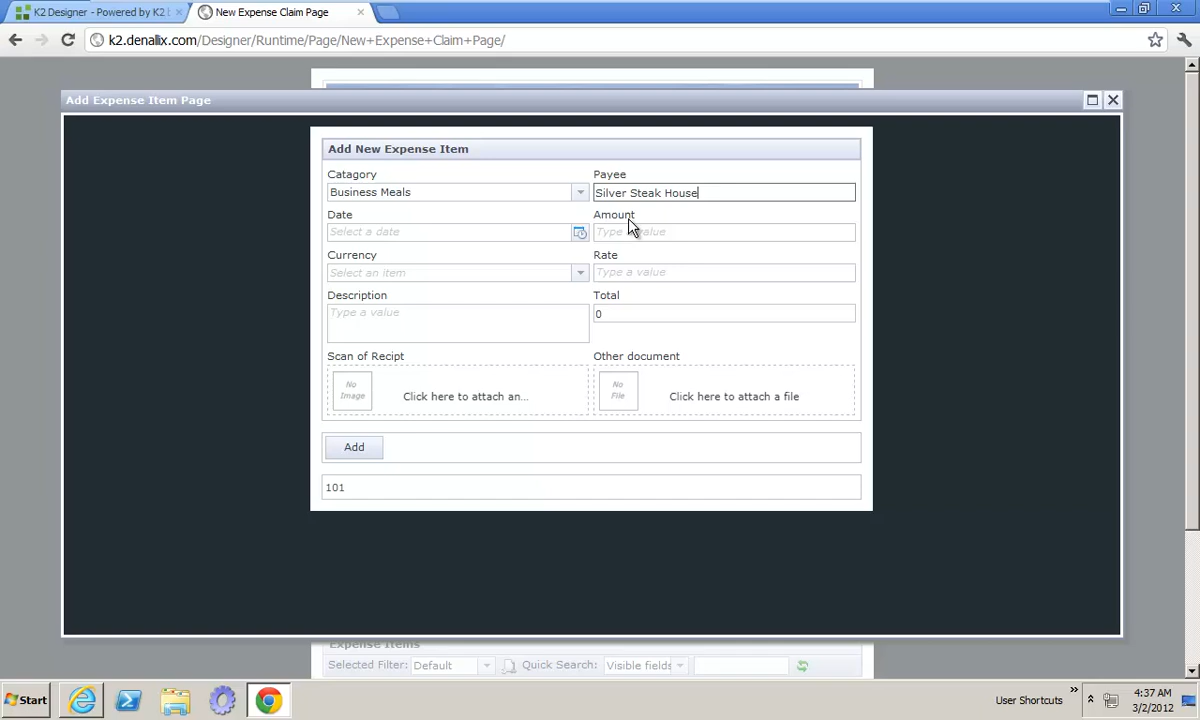 K2 Designer - Powered by K2
New Expense Claim Page
k2.denallix.com/Designer/Runtime/Page/New+Expense+Claim+Page/
Add Expense Item Page
Add New Expense Item
Catagory
Payee
Business Meals
Silver Steak House
Date
Amount
Select a date
Type a value
Currency
Rate
Select an item
Type a value
Description
Total
Type a value
0
Scan of Recipt
Other document
No Image
Click here to attach an...
No File
Click here to attach a file
Add
101
Expense Items
Selected Filter: Default
Quick Search: Visible fields
Start
User Shortcuts
4:37 AM
3/2/2012